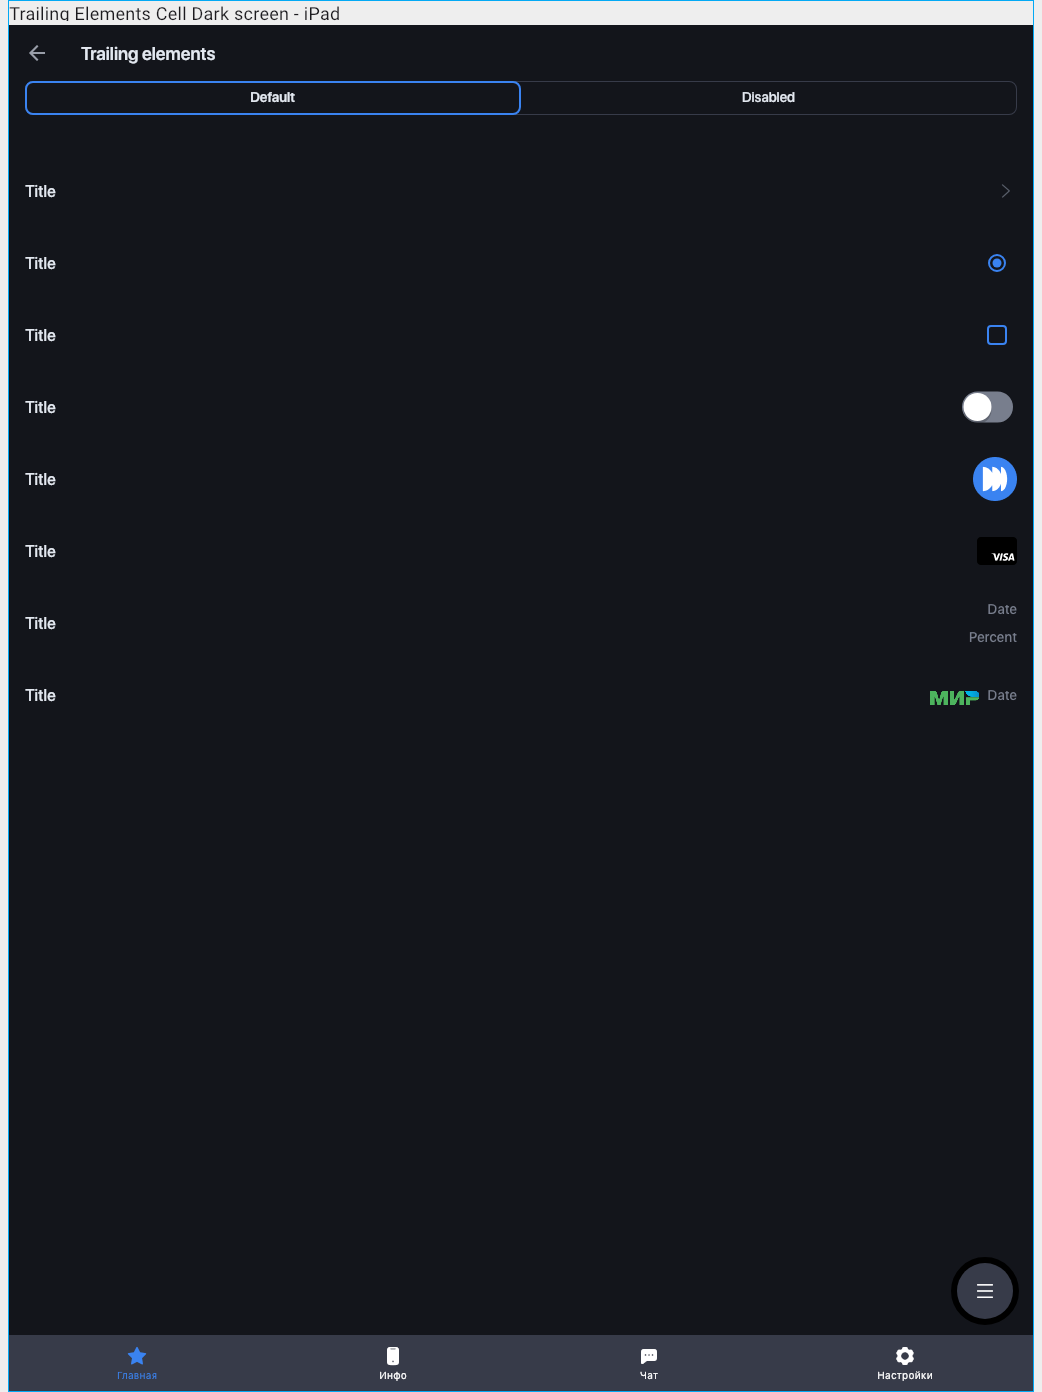 Trailing Elements Cell Dark screen - iPad
Trailing elements
Default Disabled
Title
Title
Title
Title
Title
Title VISA
Title Date
Percent
Title МИР Date
Главная Инфо Чат Настройки